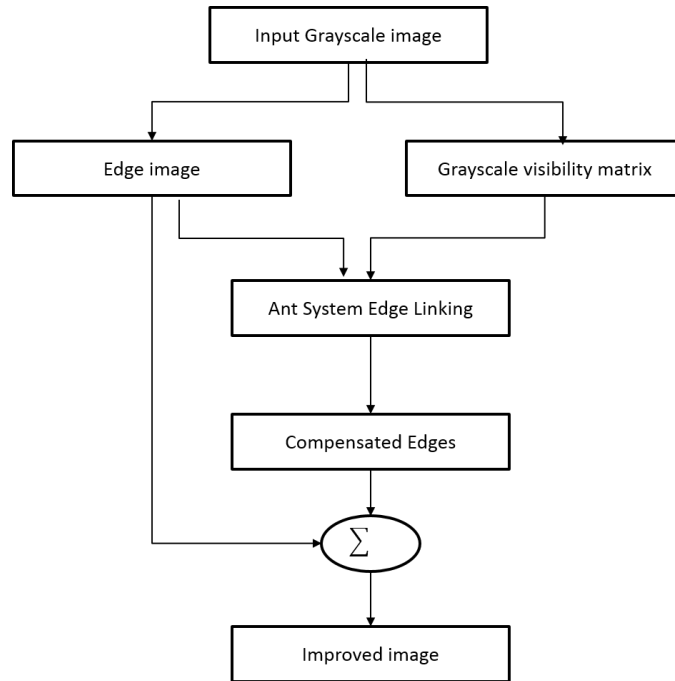 Input Grayscale image
Edge image
Grayscale visibility matrix
Ant System Edge Linking
Compensated Edges
∑
Improved image